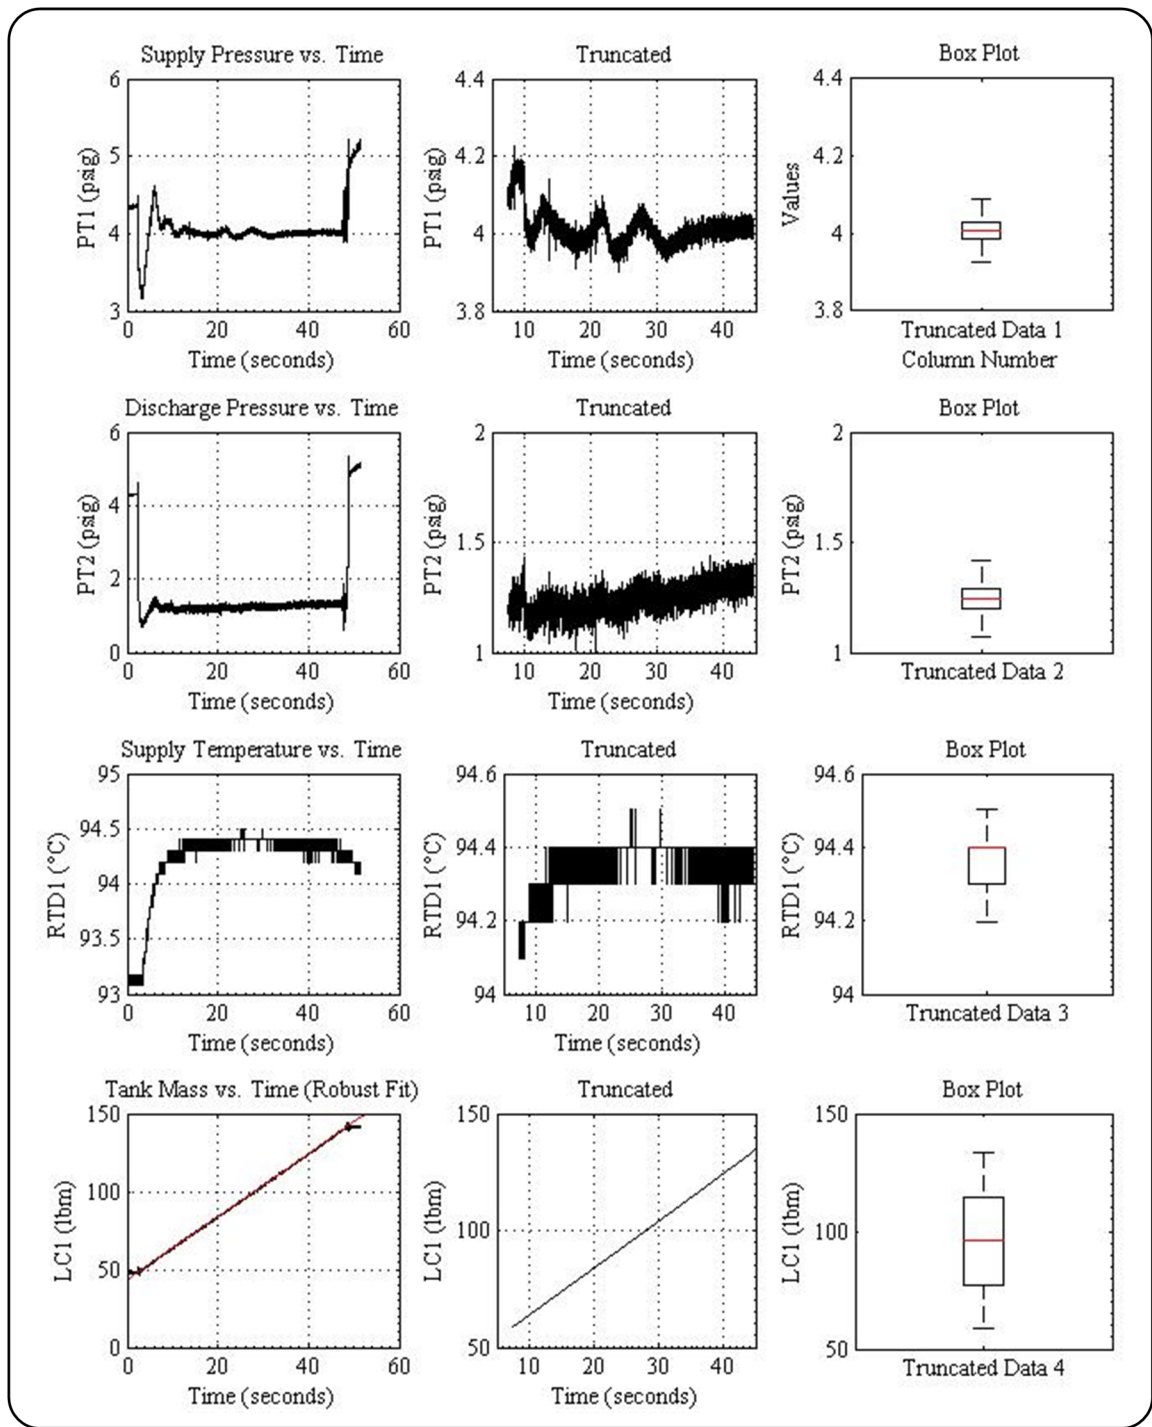 Supply Pressure vs. Time
6
5
4
3
PT1 (psig)
0 20 40 60
Time (seconds)
Truncated
4.4
4.2
4
3.8
PT1 (psig)
10 20 30 40
Time (seconds)
Box Plot
4.4
4.2
4
3.8
Values
Truncated Data 1
Column Number
Discharge Pressure vs. Time
6
4
2
0
PT2 (psig)
0 20 40 60
Time (seconds)
Truncated
2
1.5
1
PT2 (psig)
10 20 30 40
Time (seconds)
Box Plot
2
1.5
1
PT2 (psig)
Truncated Data 2
Supply Temperature vs. Time
95
94.5
94
93.5
93
RTD1 (°C)
0 20 40 60
Time (seconds)
Truncated
94.6
94.4
94.2
94
RTD1 (°C)
10 20 30 40
Time (seconds)
Box Plot
94.6
94.4
94.2
94
RTD1 (°C)
Truncated Data 3
Tank Mass vs. Time (Robust Fit)
150
100
50
0
LC1 (lbm)
0 20 40 60
Time (seconds)
Truncated
150
100
50
LC1 (lbm)
10 20 30 40
Time (seconds)
Box Plot
150
100
50
LC1 (lbm)
Truncated Data 4